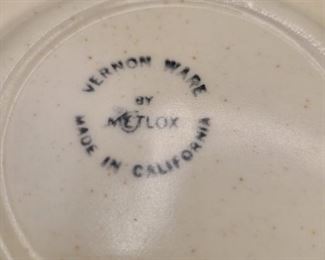 VERNON WARE
BY
METLOX
MADE IN CALIFORNIA